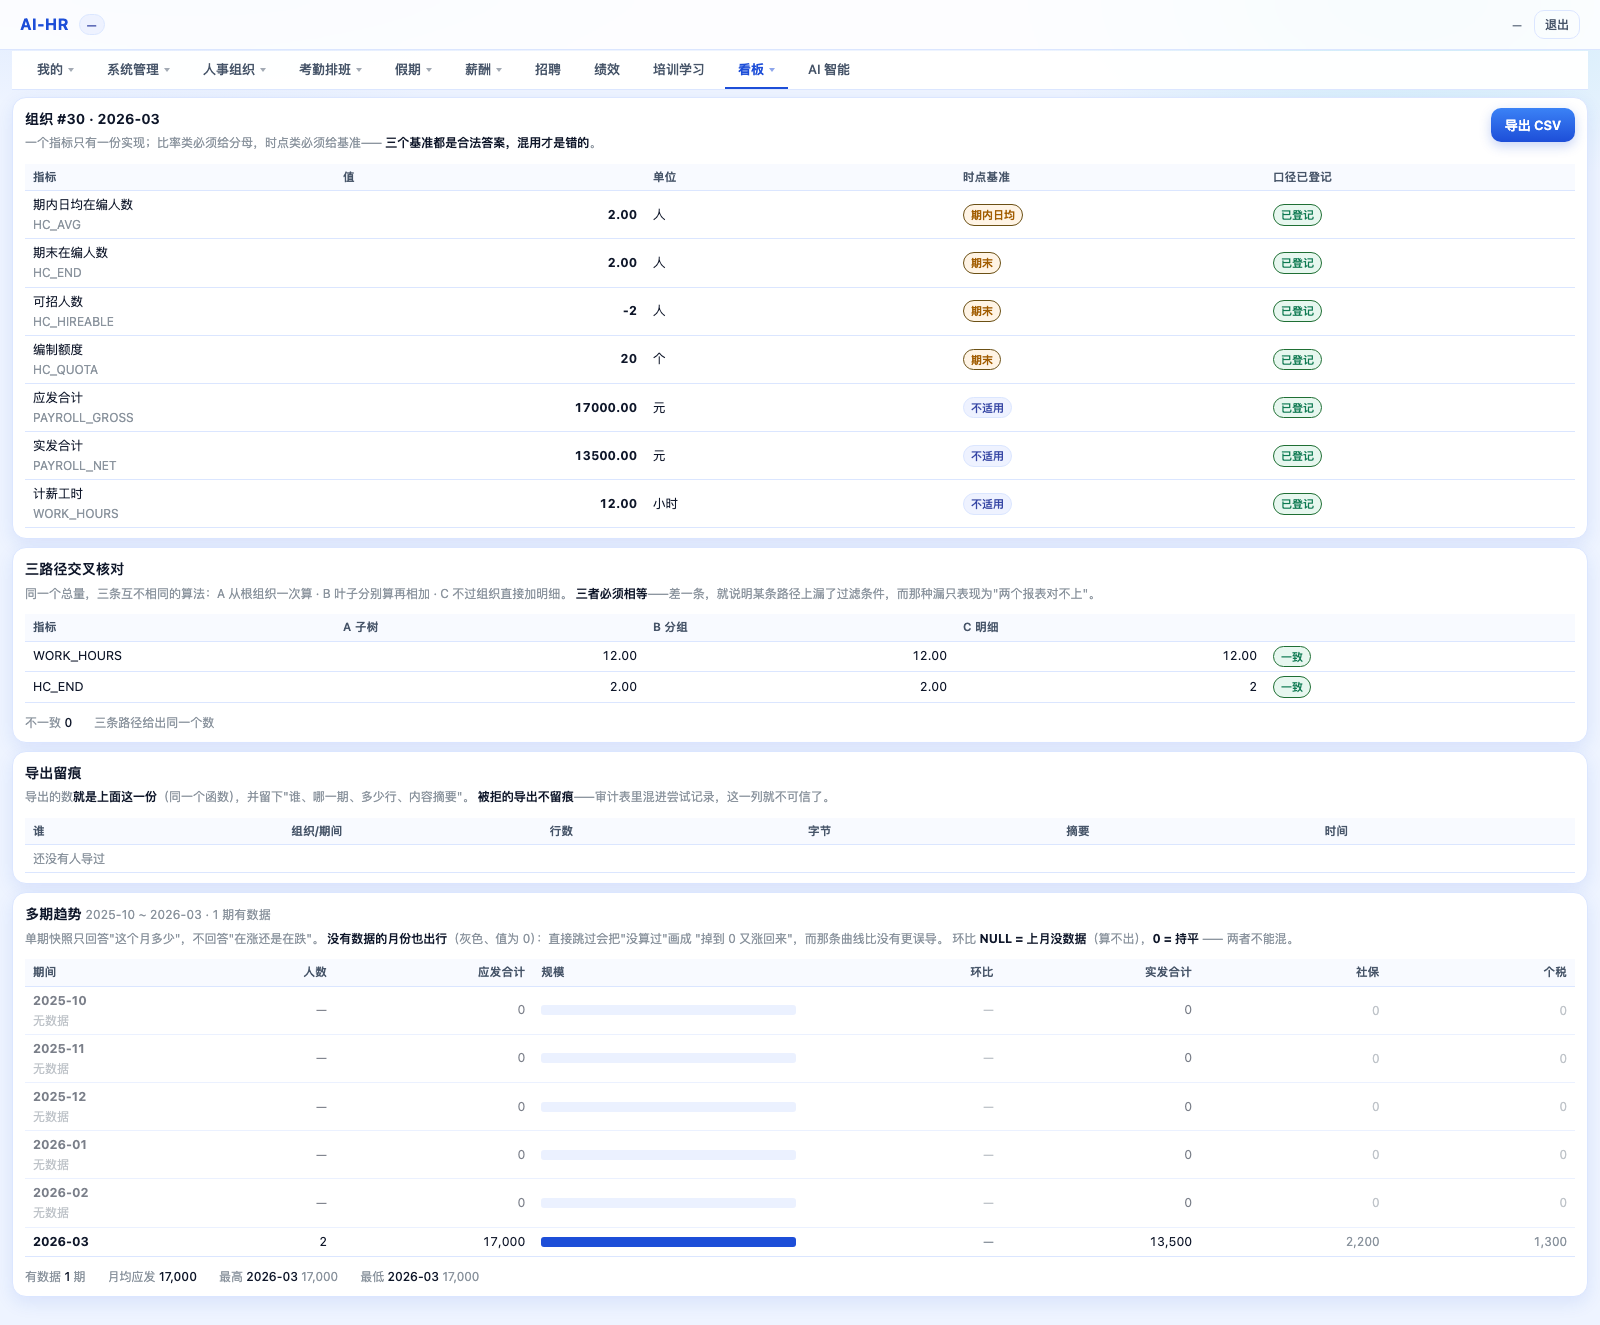 AI-HR —
— 退出
我的 系统管理 人事组织 考勤排班 假期 薪酬 招聘 绩效 培训学习 看板 AI 智能
组织 #30 · 2026-03
导出 CSV
一个指标只有一份实现；比率类必须给分母，时点类必须给基准—— 三个基准都是合法答案，混用才是错的。
指标 值 单位 时点基准 口径已登记
期内日均在编人数
HC_AVG
2.00 人 期内日均 已登记
期末在编人数
HC_END
2.00 人 期末 已登记
可招人数
HC_HIREABLE
-2 人 期末 已登记
编制额度
HC_QUOTA
20 个 期末 已登记
应发合计
PAYROLL_GROSS
17000.00 元 不适用 已登记
实发合计
PAYROLL_NET
13500.00 元 不适用 已登记
计薪工时
WORK_HOURS
12.00 小时 不适用 已登记
三路径交叉核对
同一个总量，三条互不相同的算法：A 从根组织一次算 · B 叶子分别算再相加 · C 不过组织直接加明细。 三者必须相等——差一条，就说明某条路径上漏了过滤条件，而那种漏只表现为"两个报表对不上"。
指标 A 子树 B 分组 C 明细
WORK_HOURS 12.00 12.00 12.00 一致
HC_END 2.00 2.00 2 一致
不一致 0 三条路径给出同一个数
导出留痕
导出的数就是上面这一份（同一个函数），并留下"谁、哪一期、多少行、内容摘要"。 被拒的导出不留痕——审计表里混进尝试记录，这一列就不可信了。
谁 组织/期间 行数 字节 摘要 时间
还没有人导过
多期趋势 2025-10 ~ 2026-03 · 1 期有数据
单期快照只回答"这个月多少"，不回答"在涨还是在跌"。 没有数据的月份也出行（灰色、值为 0）：直接跳过会把"没算过"画成 "掉到 0 又涨回来"，而那条曲线比没有更误导。 环比 NULL = 上月没数据（算不出），0 = 持平 —— 两者不能混。
期间 人数 应发合计 规模 环比 实发合计 社保 个税
2025-10
无数据
— 0 — 0 0 0
2025-11
无数据
— 0 — 0 0 0
2025-12
无数据
— 0 — 0 0 0
2026-01
无数据
— 0 — 0 0 0
2026-02
无数据
— 0 — 0 0 0
2026-03 2 17,000 — 13,500 2,200 1,300
有数据 1 期 月均应发 17,000 最高 2026-03 17,000 最低 2026-03 17,000